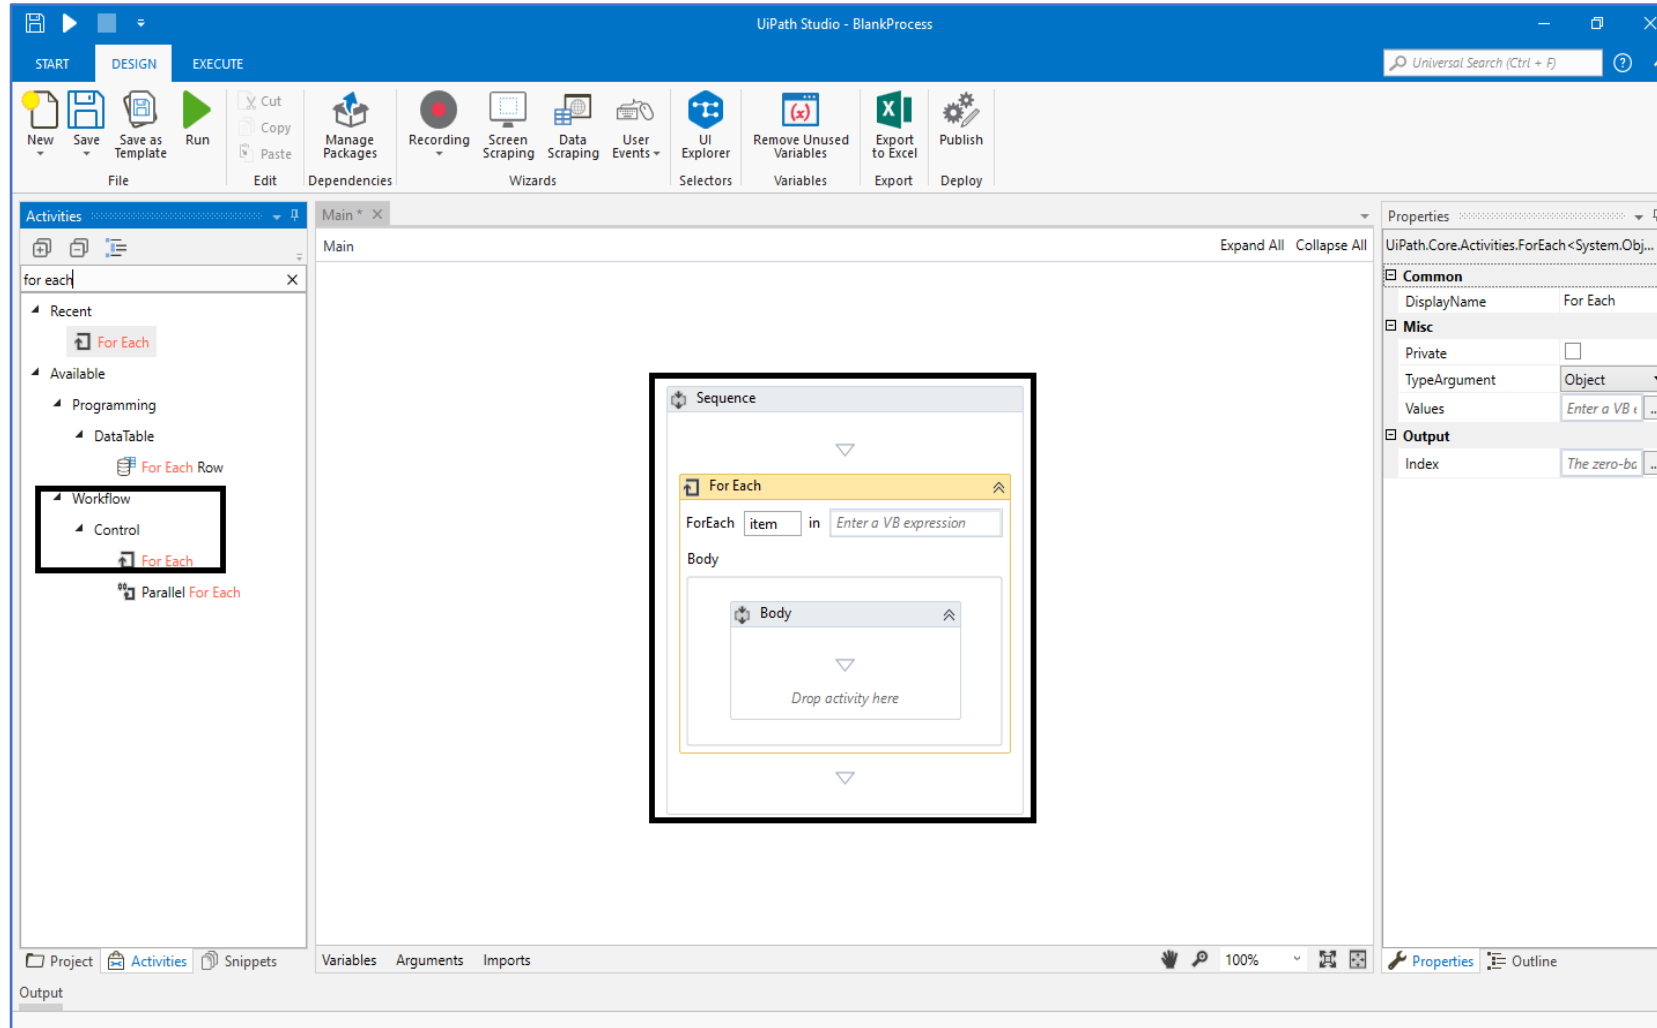 UiPath Studio - BlankProcess
START DESIGN EXECUTE
Universal Search (Ctrl + F)
New
Save
Save as
Template
Run
Cut
Copy
Paste
Manage
Packages
Recording
Screen
Scraping
Data
Scraping
User
Events
UI
Explorer
Remove Unused
Variables
Export
to Excel
Publish
File Edit Dependencies Wizards Selectors Variables Export Deploy
Activities
for each
Recent
For Each
Available
Programming
DataTable
For Each Row
Workflow
Control
For Each
Parallel For Each
Project Activities Snippets
Main *
Main Expand All Collapse All
Sequence
For Each
ForEach item in Enter a VB expression
Body
Body
Drop activity here
Variables Arguments Imports 100%
Properties
UiPath.Core.Activities.ForEach<System.Obj...
Common
DisplayName For Each
Misc
Private
TypeArgument Object
Values Enter a VB ...
Output
Index The zero-ba ...
Properties Outline
Output